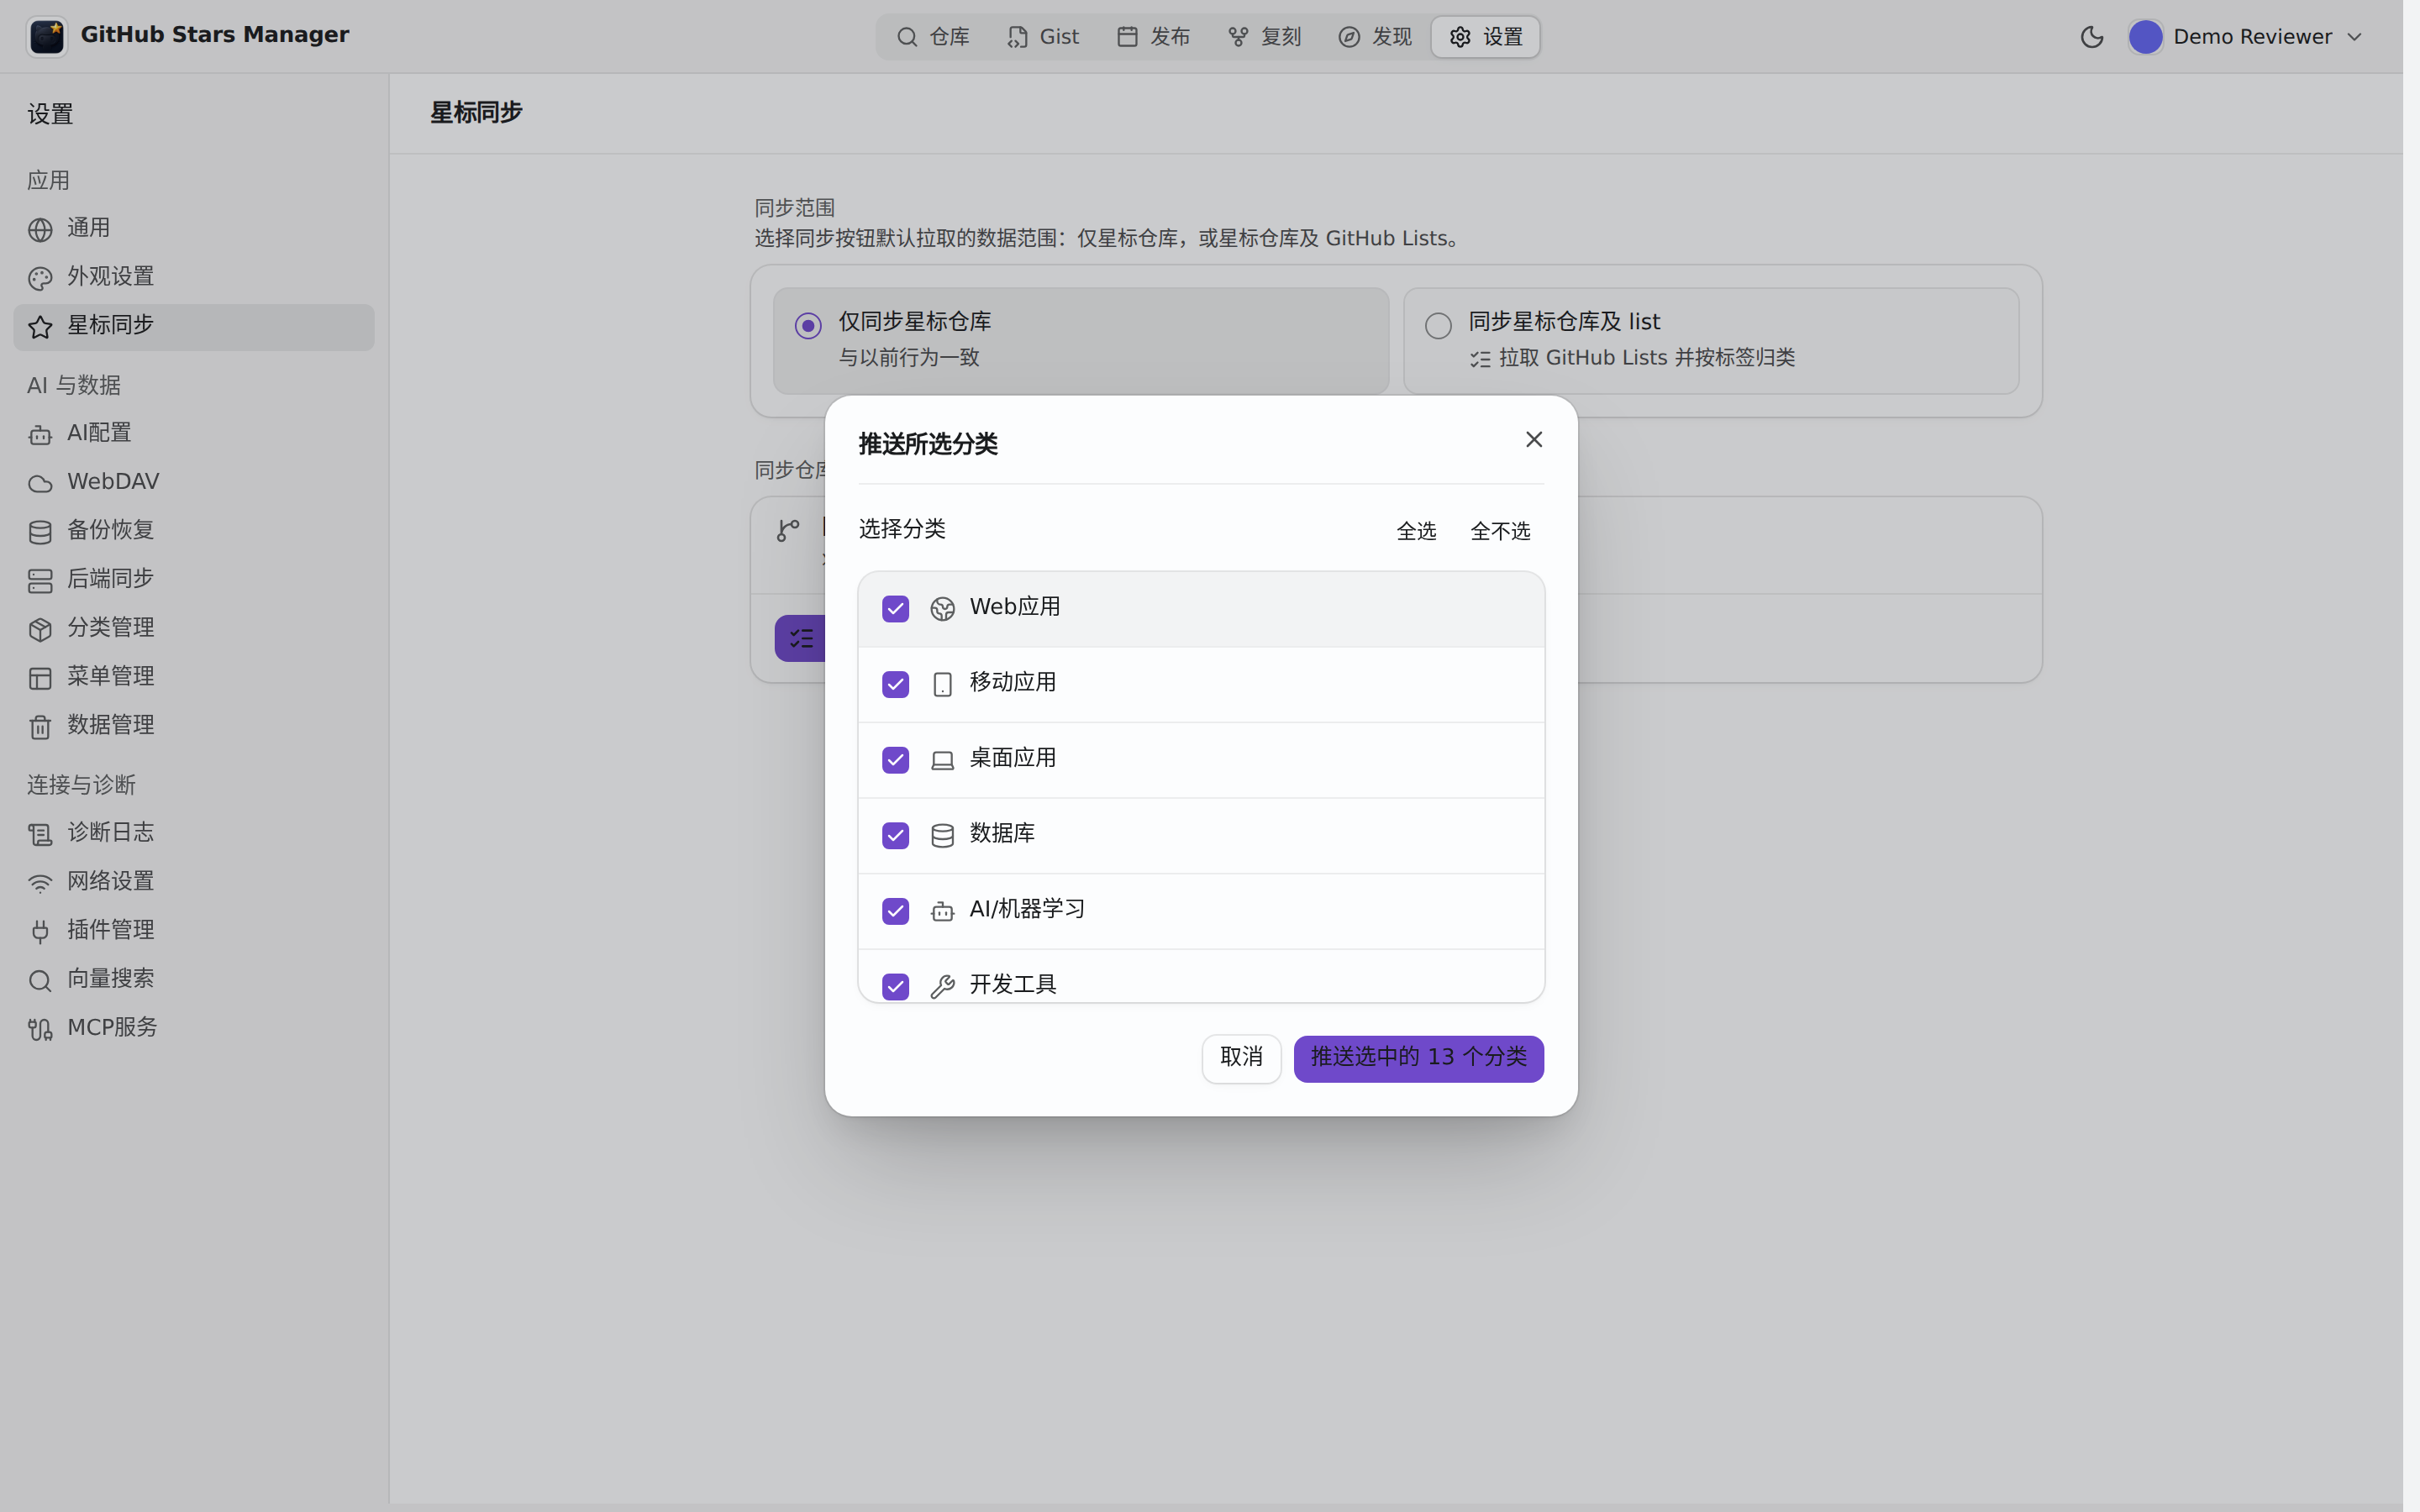 GitHub Stars Manager
仓库
Gist
发布
复刻
发现
设置
Demo Reviewer
设置
应用
通用
外观设置
星标同步
AI 与数据
AI配置
WebDAV
备份恢复
后端同步
分类管理
菜单管理
数据管理
连接与诊断
诊断日志
网络设置
插件管理
向量搜索
MCP服务
星标同步
同步范围
选择同步按钮默认拉取的数据范围：仅星标仓库，或星标仓库及 GitHub Lists。
仅同步星标仓库
与以前行为一致
同步星标仓库及 list
拉取 GitHub Lists 并按标签归类
同步仓
推送所选分类
选择分类
全选
全不选
Web应用
移动应用
桌面应用
数据库
AI/机器学习
开发工具
取消
推送选中的 13 个分类